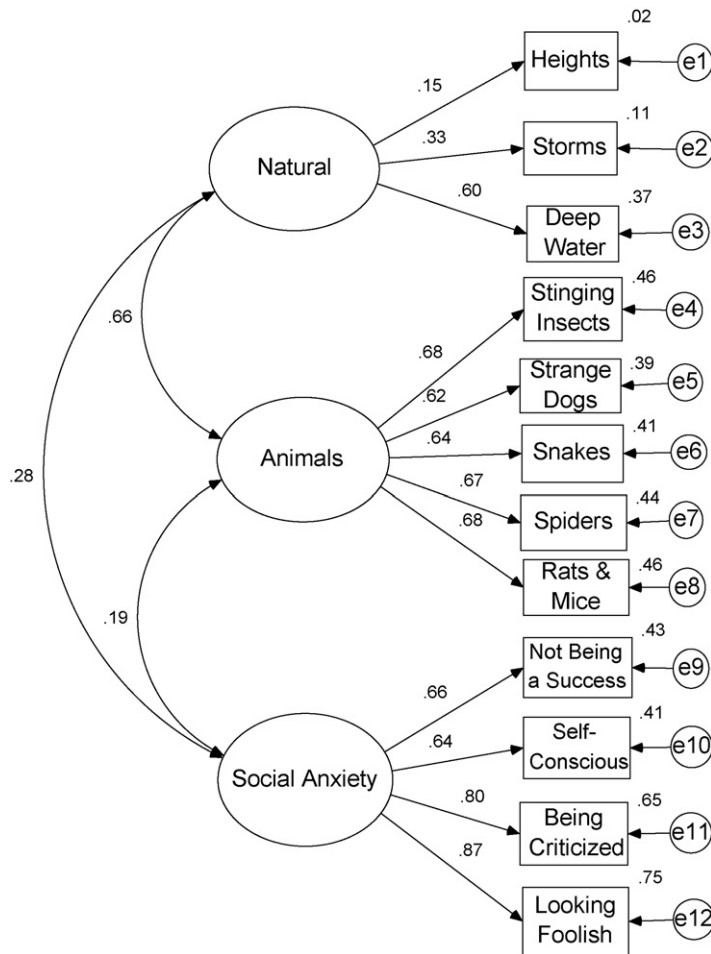 .02
Heights
e1
.15
.11
Natural
.33
Storms
e2
.60
.37
Deep
Water
e3
.46
Stinging
Insects
e4
.66
.68
.39
Strange
Dogs
e5
.62
.41
Animals
.64
Snakes
e6
.28
.67
.44
Spiders
e7
.68
.46
Rats &
Mice
e8
.19
.43
Not Being
a Success
e9
.66
.41
Self-
Conscious
e10
.64
Social Anxiety
.80
.65
Being
Criticized
e11
.87
.75
Looking
Foolish
e12